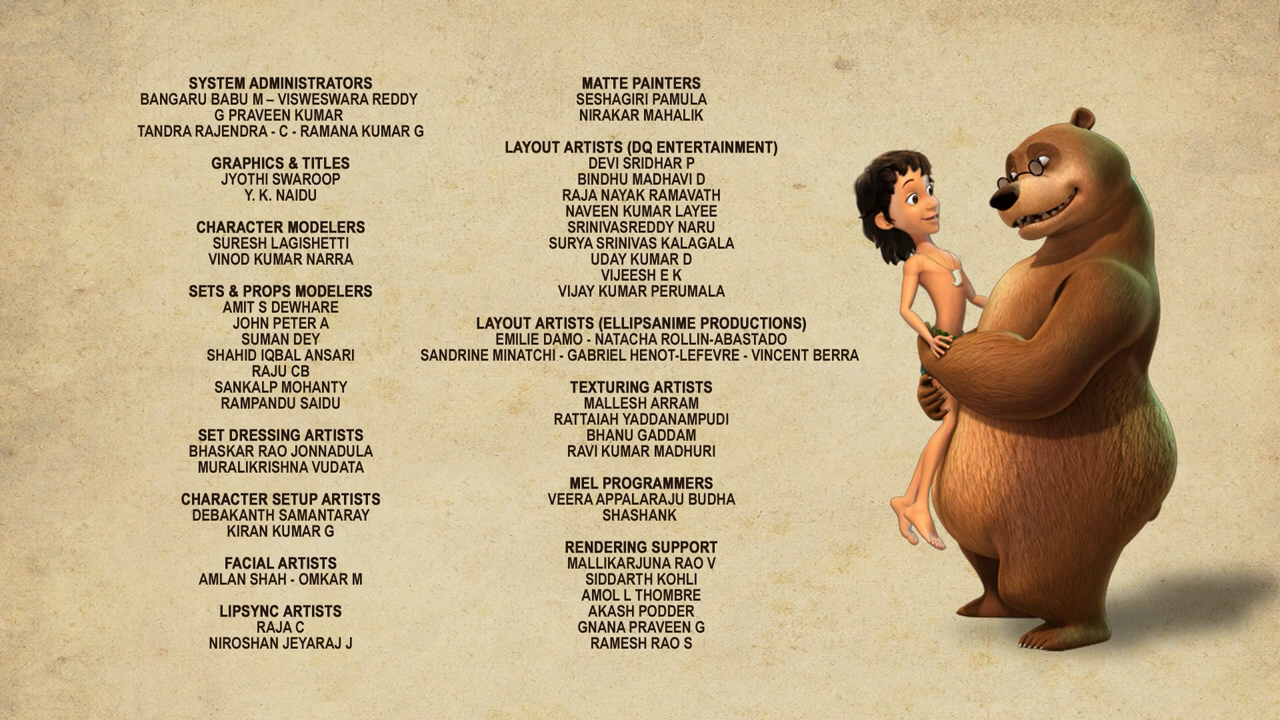 SYSTEM ADMINISTRATORS
BANGARU BABU M – VISWESWARA REDDY
G PRAVEEN KUMAR
TANDRA RAJENDRA - C - RAMANA KUMAR G
GRAPHICS & TITLES
JYOTHI SWAROOP
Y. K. NAIDU
CHARACTER MODELERS
SURESH LAGISHETTI
VINOD KUMAR NARRA
SETS & PROPS MODELERS
AMIT S DEWHARE
JOHN PETER A
SUMAN DEY
SHAHID IQBAL ANSARI
RAJU CB
SANKALP MOHANTY
RAMPANDU SAIDU
SET DRESSING ARTISTS
BHASKAR RAO JONNADULA
MURALIKRISHNA VUDATA
CHARACTER SETUP ARTISTS
DEBAKANTH SAMANTARAY
KIRAN KUMAR G
FACIAL ARTISTS
AMLAN SHAH - OMKAR M
LIPSYNC ARTISTS
RAJA C
NIROSHAN JEYARAJ J
MATTE PAINTERS
SESHAGIRI PAMULA
NIRAKAR MAHALIK
LAYOUT ARTISTS (DQ ENTERTAINMENT)
DEVI SRIDHAR P
BINDHU MADHAVI D
RAJA NAYAK RAMAVATH
NAVEEN KUMAR LAYEE
SRINIVASREDDY NARU
SURYA SRINIVAS KALAGALA
UDAY KUMAR D
VIJEESH E K
VIJAY KUMAR PERUMALA
LAYOUT ARTISTS (ELLIPSANIME PRODUCTIONS)
EMILIE DAMO - NATACHA ROLLIN-ABASTADO
SANDRINE MINATCHI - GABRIEL HENOT-LEFEVRE - VINCENT BERRA
TEXTURING ARTISTS
MALLESH ARRAM
RATTAIAH YADDANAMPUDI
BHANU GADDAM
RAVI KUMAR MADHURI
MEL PROGRAMMERS
VEERA APPALARAJU BUDHA
SHASHANK
RENDERING SUPPORT
MALLIKARJUNA RAO V
SIDDARTH KOHLI
AMOL L THOMBRE
AKASH PODDER
GNANA PRAVEEN G
RAMESH RAO S